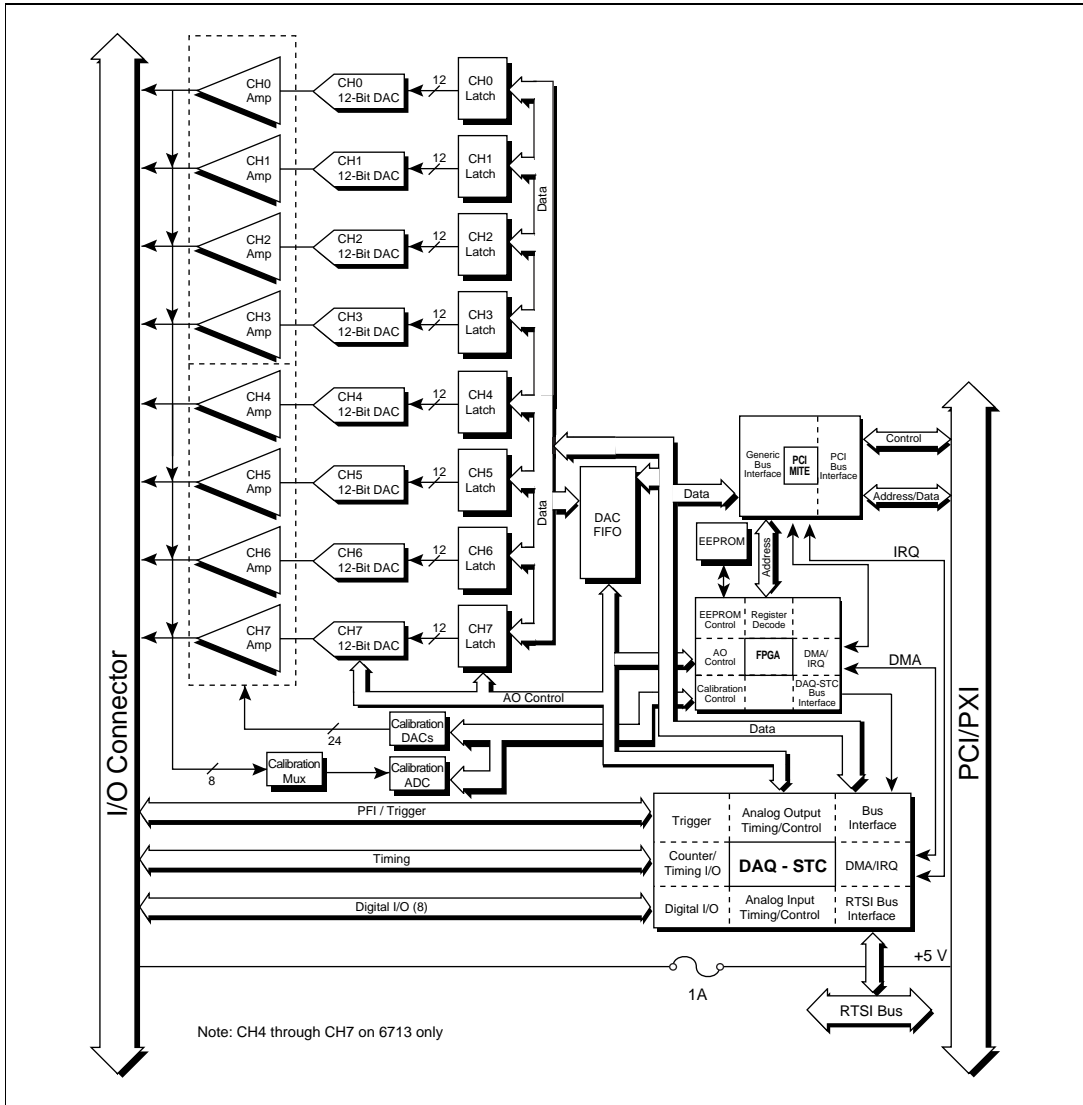 CH0
Amp
CH0
12-Bit DAC
12
CH0
Latch
CH1
Amp
CH1
12-Bit DAC
12
CH1
Latch
Data
CH2
Amp
CH2
12-Bit DAC
12
CH2
Latch
CH3
Amp
CH3
12-Bit DAC
12
CH3
Latch
CH4
Amp
CH4
12-Bit DAC
12
CH4
Latch
CH5
Amp
CH5
12-Bit DAC
12
CH5
Latch
Data
CH6
Amp
CH6
12-Bit DAC
12
CH6
Latch
CH7
Amp
CH7
12-Bit DAC
12
CH7
Latch
DAC
FIFO
Data
Generic
Bus
Interface
PCI
MITE
PCI
Bus
Interface
Control
Address/Data
IRQ
EEPROM
Address
EEPROM
Control
Register
Decode
AO
Control
FPGA
DMA/
IRQ
Calibration
Control
DAQ-STC
Bus
Interface
DMA
AO Control
Data
24
Calibration
DACs
8
Calibration
Mux
Calibration
ADC
I/O Connector
PCI/PXI
PFI / Trigger
Timing
Digital I/O (8)
Trigger
Analog Output
Timing/Control
Bus
Interface
Counter/
Timing I/O
DAQ - STC
DMA/IRQ
Digital I/O
Analog Input
Timing/Control
RTSI Bus
Interface
+5 V
1A
RTSI Bus
Note: CH4 through CH7 on 6713 only